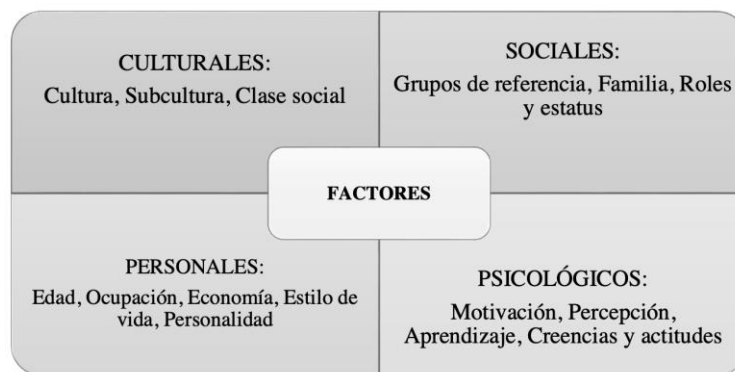 CULTURALES:
Cultura, Subcultura, Clase social
SOCIALES:
Grupos de referencia, Familia, Roles
y estatus
FACTORES
PERSONALES:
Edad, Ocupación, Economía, Estilo de
vida, Personalidad
PSICOLÓGICOS:
Motivación, Percepción,
Aprendizaje, Creencias y actitudes